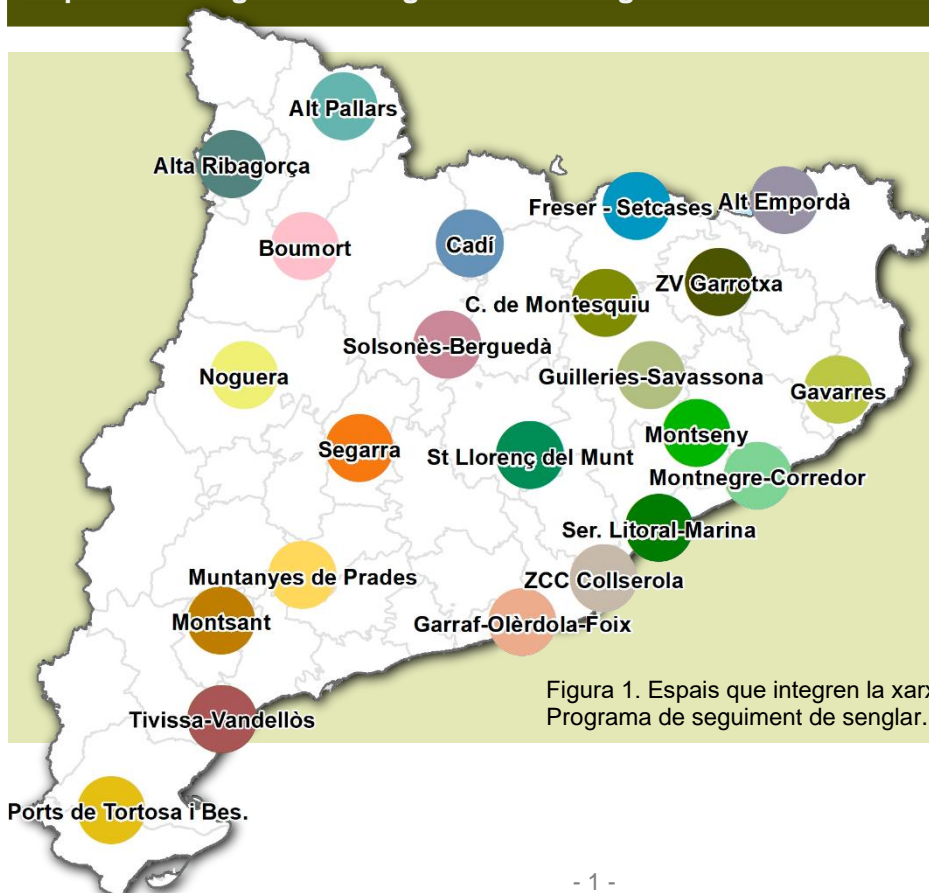 Alt Pallars
Alta Ribagorça
Freser - Setcases
Alt Empordà
Boumort
Cadí
ZV Garrotxa
C. de Montesquiu
Solsonès-Berguedà
Noguera
Guilleries-Savassona
Gavarres
Segarra
St Llorenç del Munt
Montseny
Montnegre-Corredor
Ser. Litoral-Marina
Muntanyes de Prades
ZCC Collserola
Montsant
Garraf-Olèrdola-Foix
Figura 1. Espais que integren la
Programa de seguiment de senglar.
Tivissa-Vandellòs
Ports de Tortosa i Bes.
- 1 -